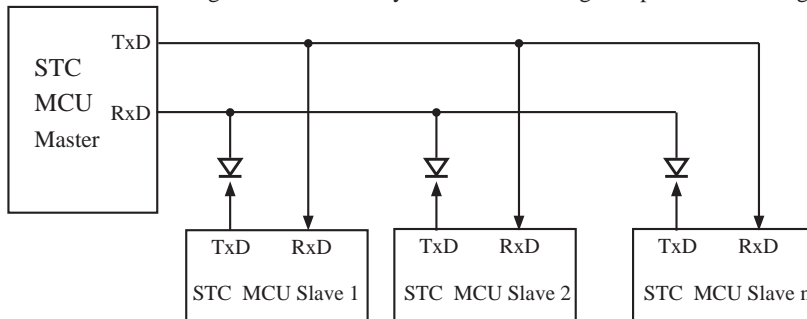 TxD
STC
MCU
RxD
Master
TxD RxD
STC MCU Slave 1
TxD RxD
STC MCU Slave 2
TxD RxD
STC MCU Slave n